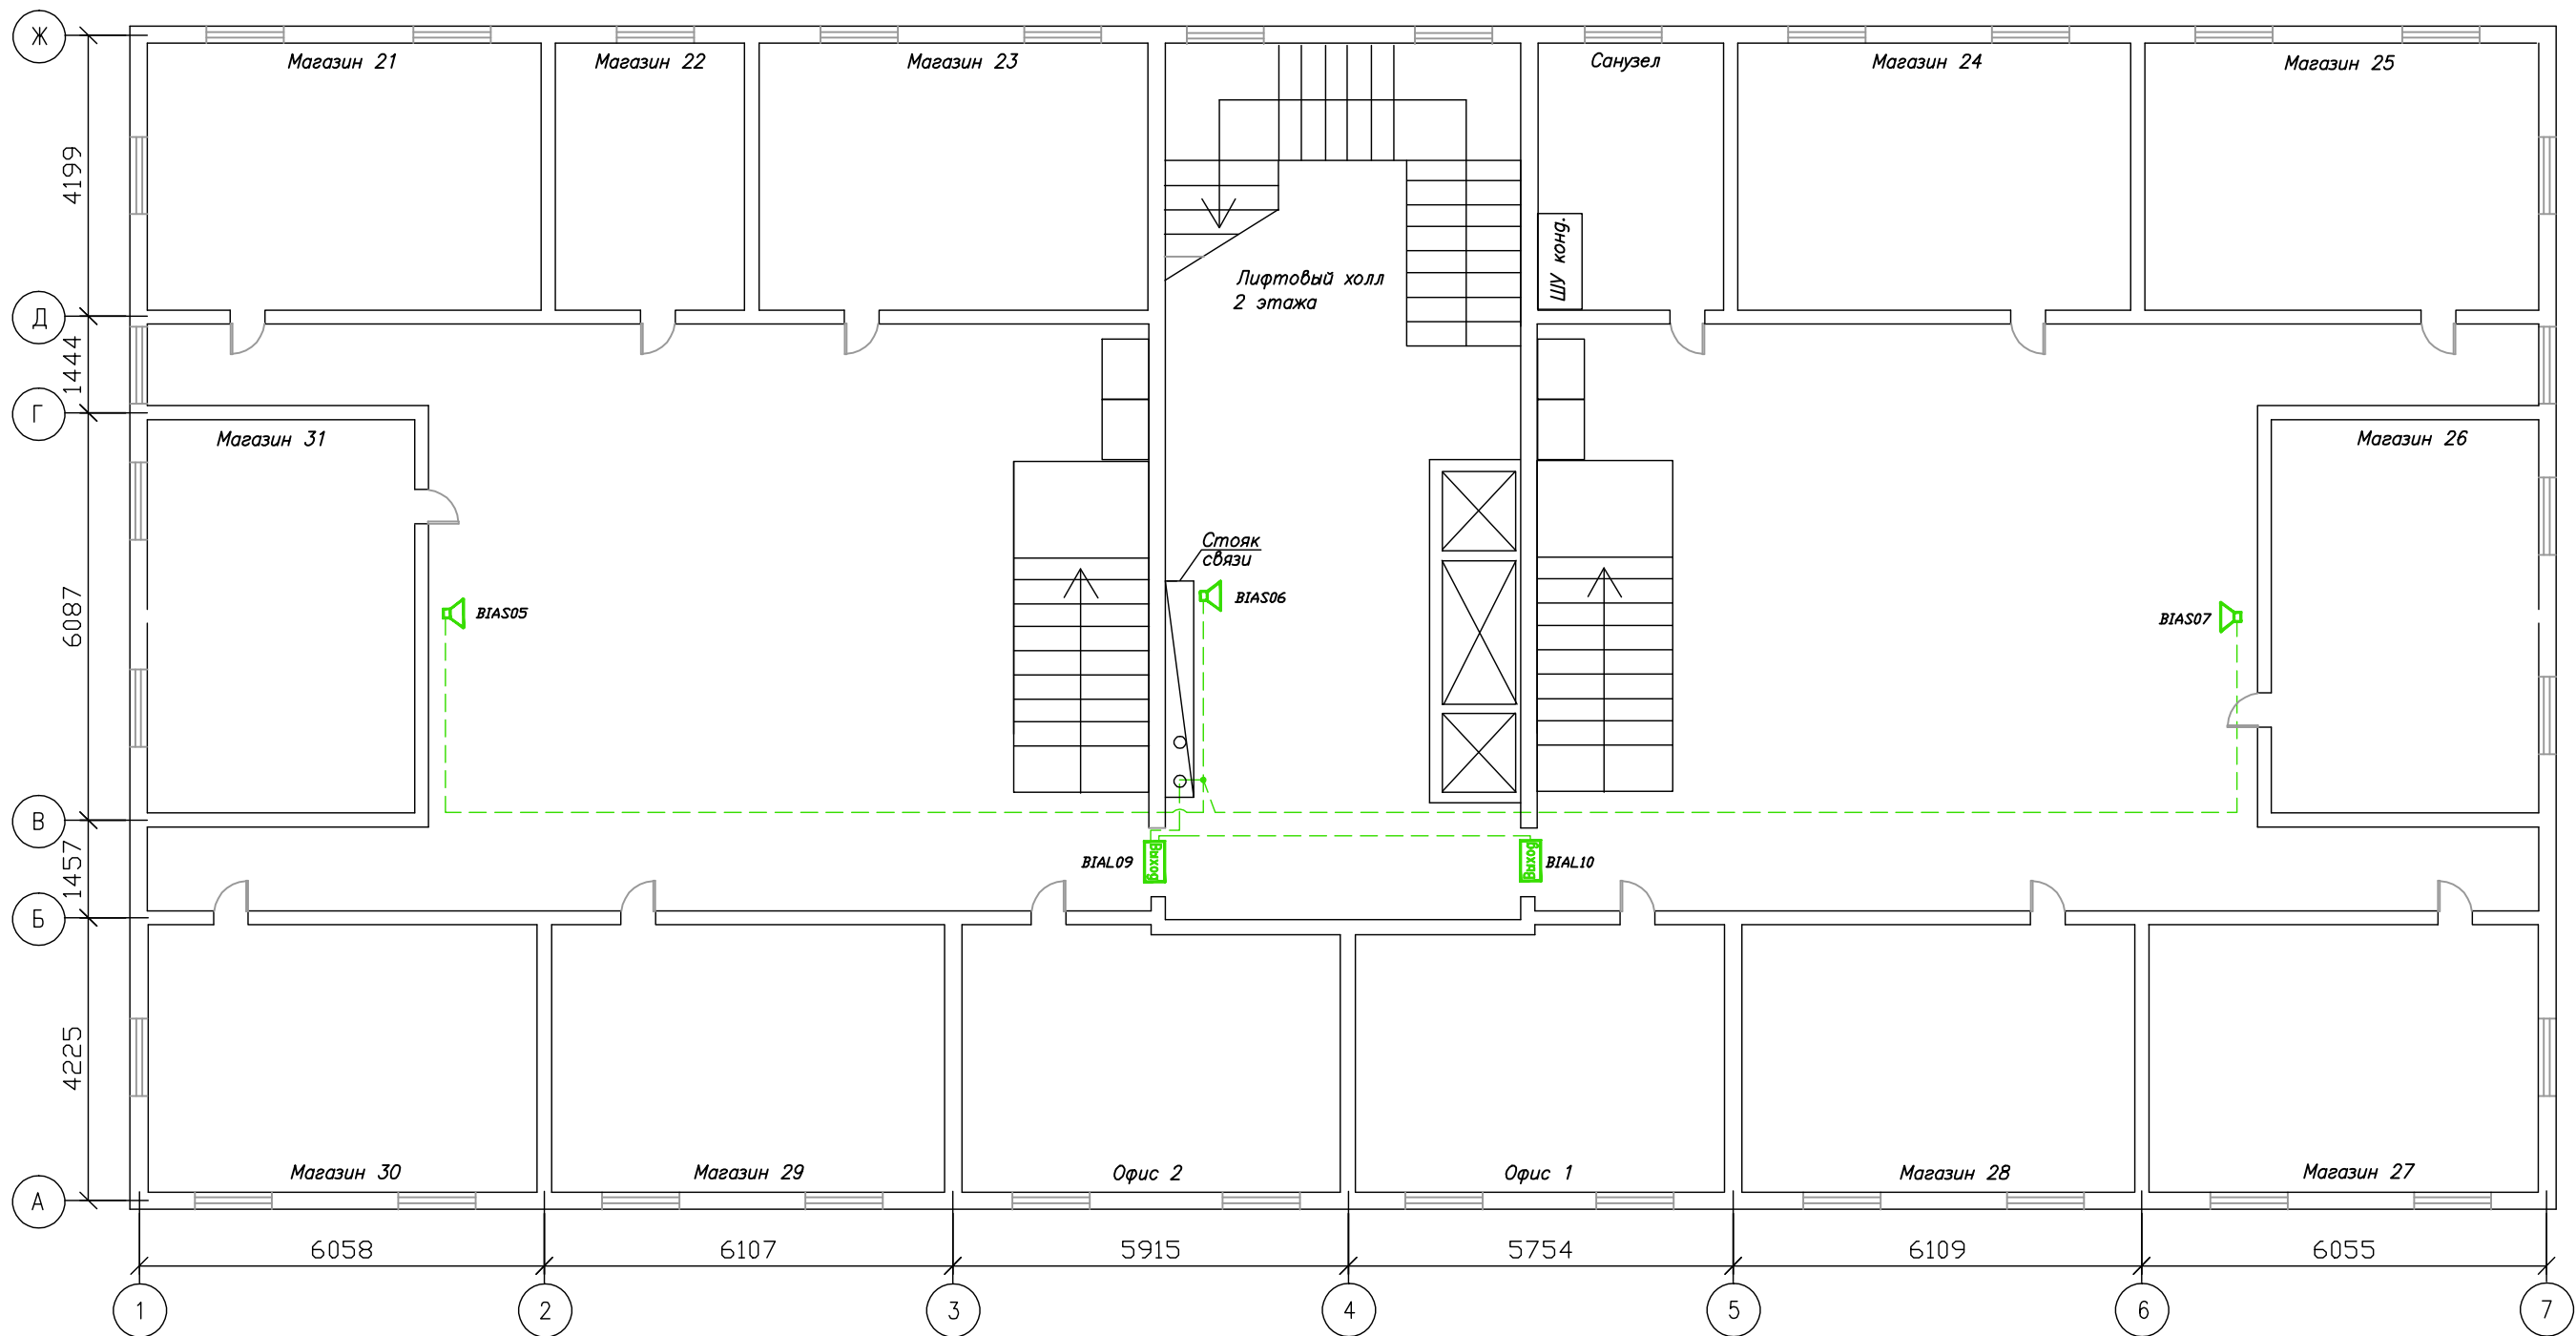 Ж
Магазин 21
Магазин 22
Магазин 23
Санузел
Магазин 24
Магазин 25
4199
ШУ конд.
Лифтовый холл
2 этажа
Д
1444
Г
Магазин 31
Магазин 26
Стояк
связи
6087
BIAS05
BIAS06
BIAS07
В
1457
BIAL09
Выход
Выход
BIAL10
Б
4225
Магазин 30
Магазин 29
Офис 2
Офис 1
Магазин 28
Магазин 27
А
6058
6107
5915
5754
6109
6055
1
2
3
4
5
6
7